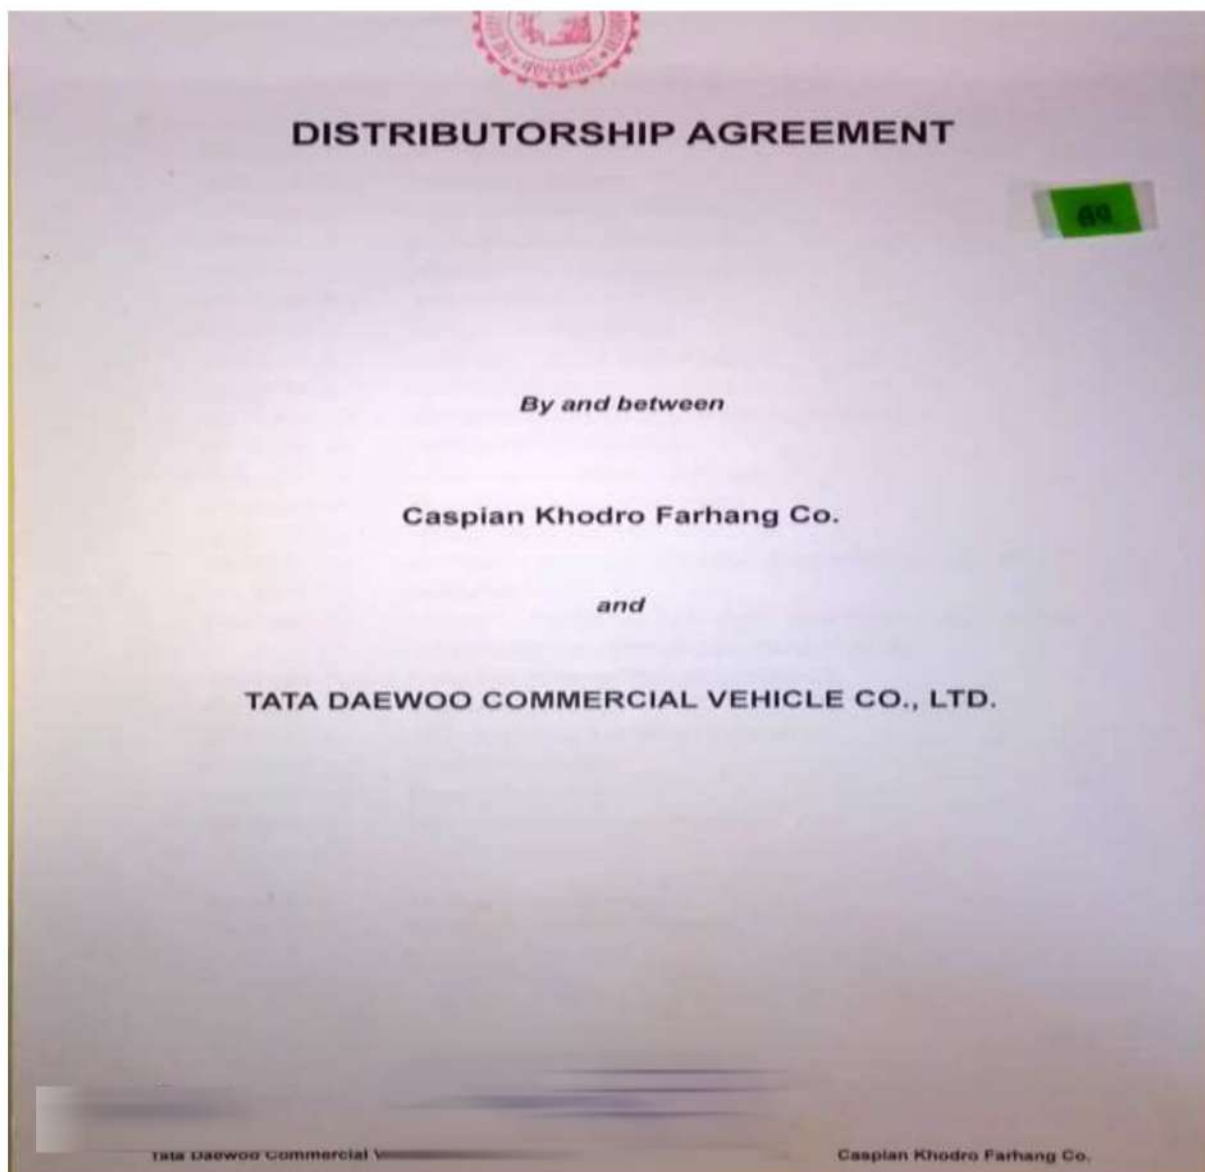 DISTRIBUTORSHIP AGREEMENT
By and between
Caspian Khodro Farhang Co.
and
TATA DAEWOO COMMERCIAL VEHICLE CO., LTD.
Tata Daewoo Commercial
Caspian Khodro Farhang Co.